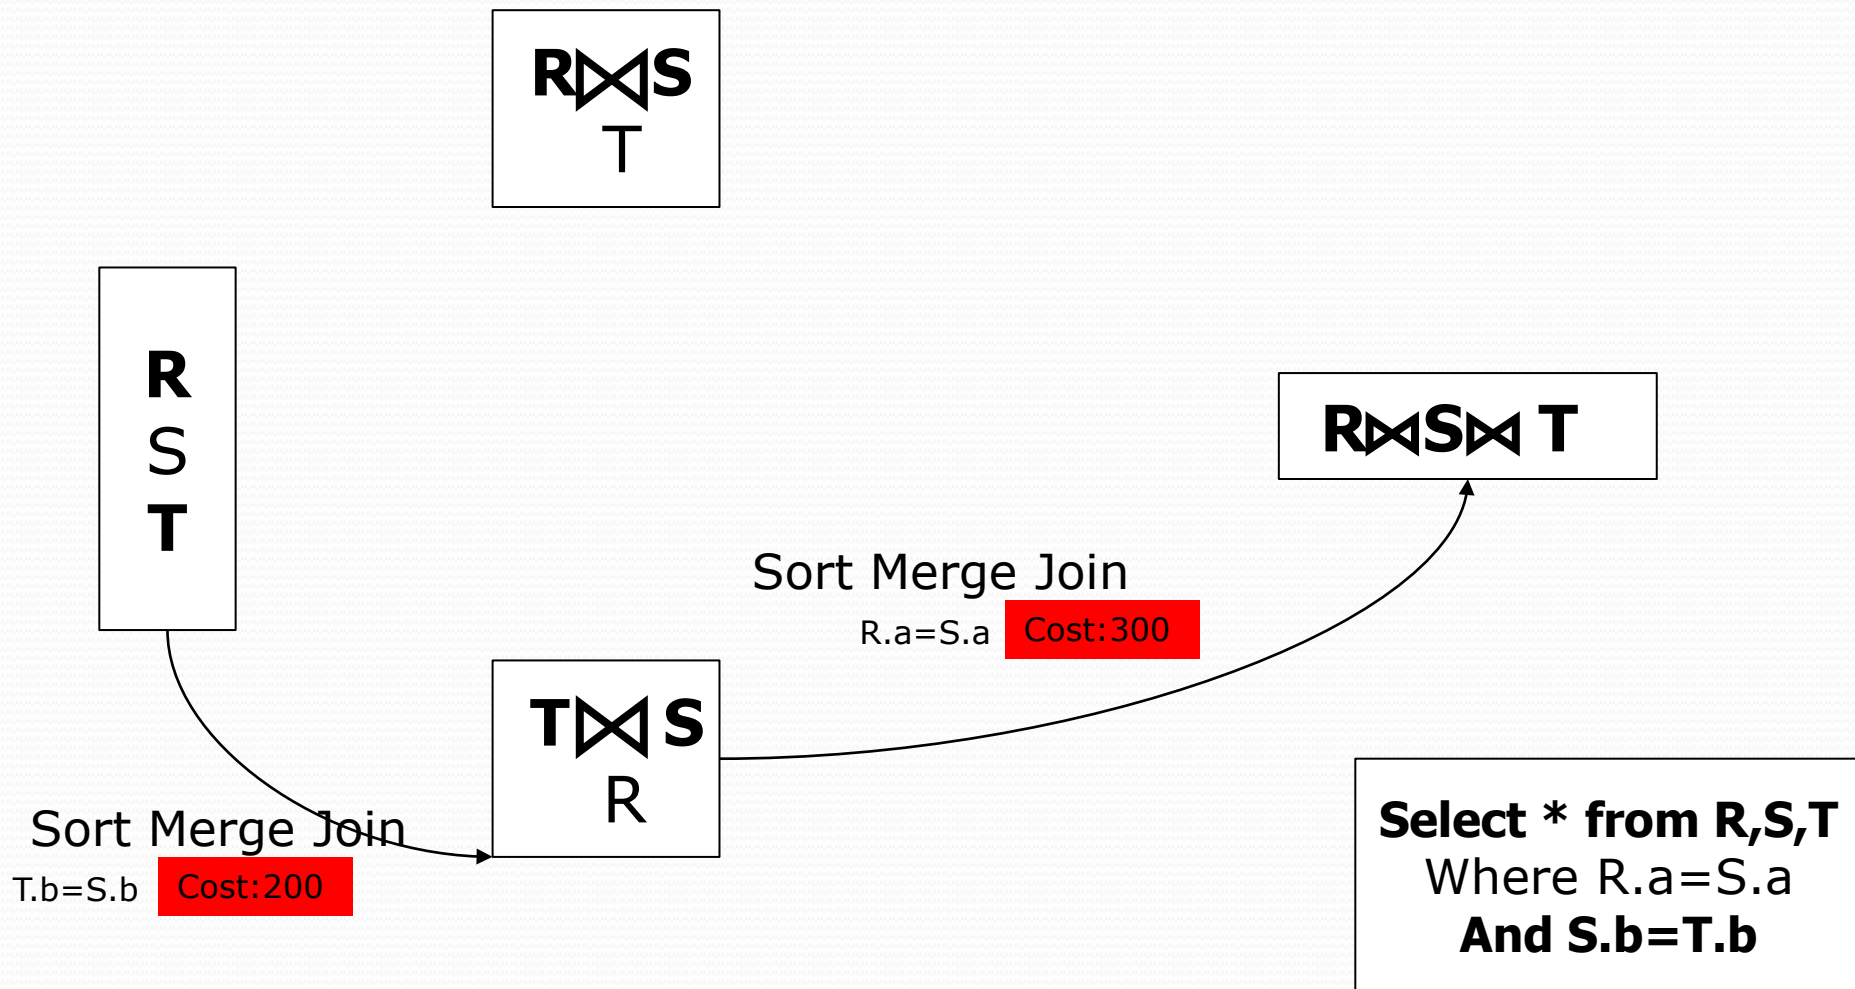 R⋈S
T
R
S
T
R⋈S⋈ T
Sort Merge Join
R.a=S.a Cost:300
T⋈ S
R
Sort Merge Join
T.b=S.b Cost:200
Select * from R,S,T
Where R.a=S.a
And S.b=T.b